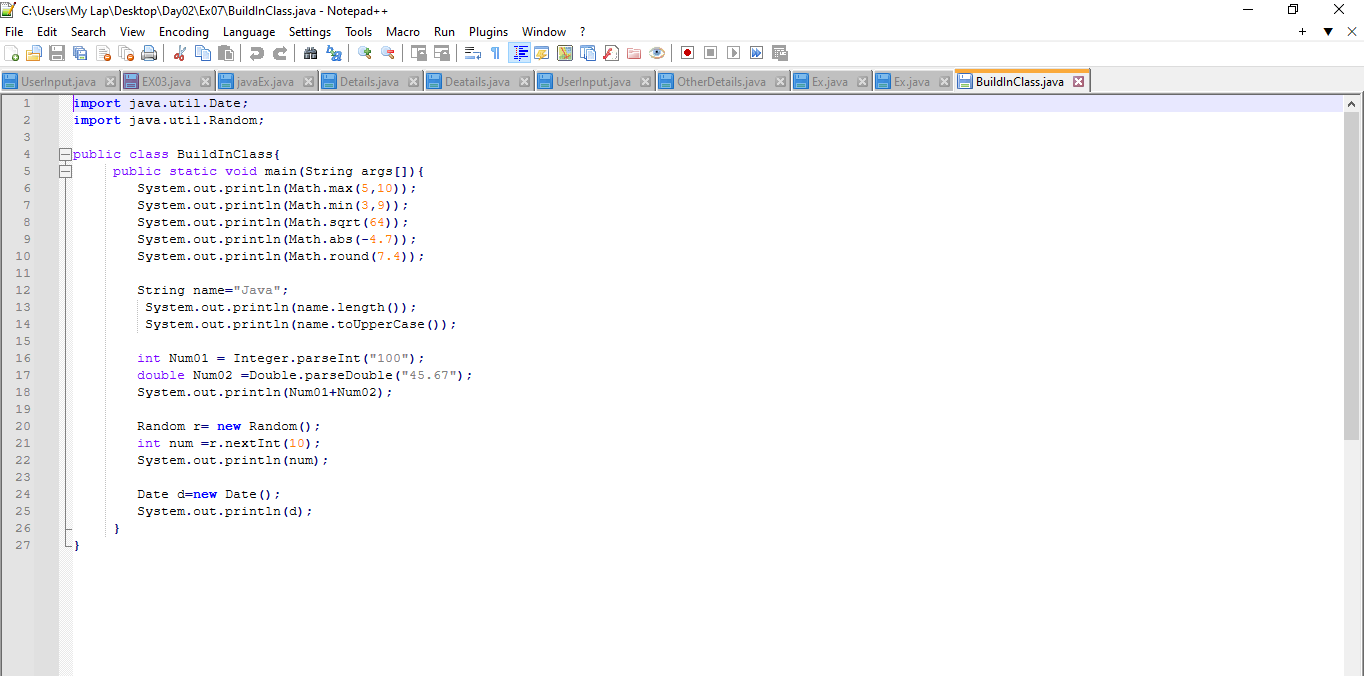 C:\Users\My Lap\Desktop\Day02\Ex07\BuildInClass.java - Notepad++
File Edit Search View Encoding Language Settings Tools Macro Run Plugins Window ?
UserInput.java EX03.java javaEx.java Details.java Deatails.java UserInput.java OtherDetails.java Ex.java Ex.java BuildInClass.java
1 import java.util.Date;
2 import java.util.Random;
3
4 public class BuildInClass{
5 public static void main(String args[]){
6 System.out.println(Math.max(5,10));
7 System.out.println(Math.min(3,9));
8 System.out.println(Math.sqrt(64));
9 System.out.println(Math.abs(-4.7));
10 System.out.println(Math.round(7.4));
11
12 String name="Java";
13 System.out.println(name.length());
14 System.out.println(name.toUpperCase());
15
16 int Num01 = Integer.parseInt("100");
17 double Num02 =Double.parseDouble("45.67");
18 System.out.println(Num01+Num02);
19
20 Random r= new Random();
21 int num =r.nextInt(10);
22 System.out.println(num);
23
24 Date d=new Date();
25 System.out.println(d);
26 }
27 }